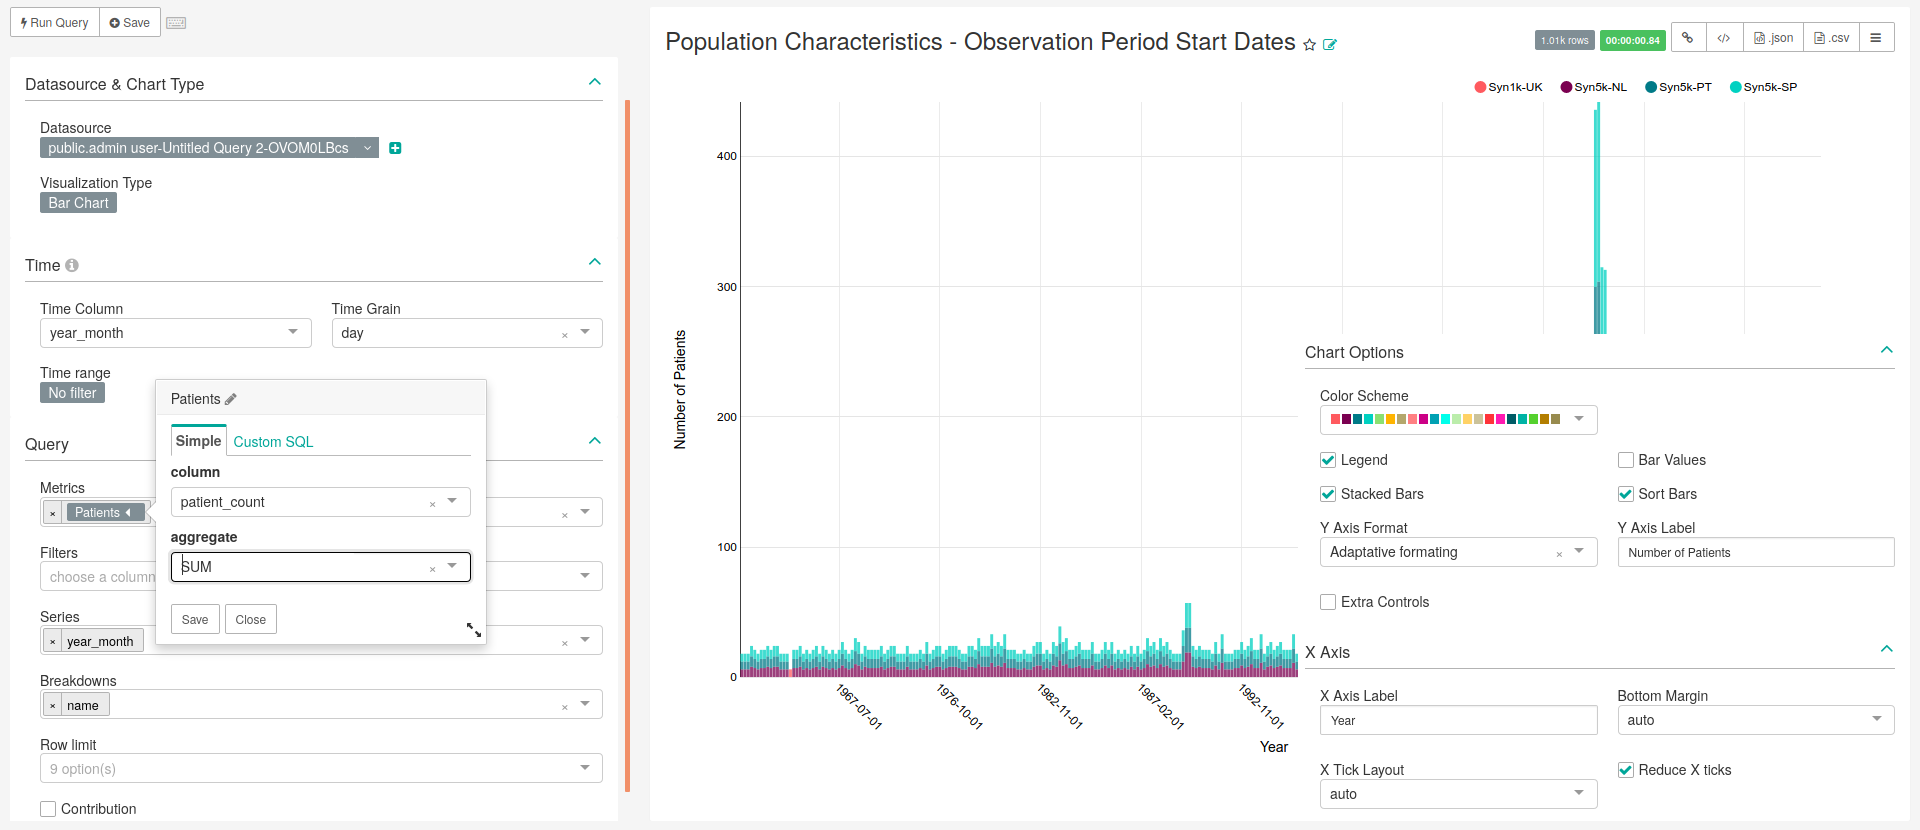 Run Query
Save
Datasource & Chart Type
Datasource
public.admin user-Untitled Query 2-OVOM0LBcs
Visualization Type
Bar Chart
Time
Time Column
Time Grain
year_month
day
×
Time range
No filter
Query
Metrics
× Patients
×
Filters
choose a column
Series
× year_month
×
Breakdowns
× name
×
Row limit
9 option(s)
Contribution
Patients
Simple
Custom SQL
column
patient_count
×
aggregate
SUM
×
Save
Close
Population Characteristics - Observation Period Start Dates
1.01k rows
00:00:00.84
</>
.json
.csv
Syn1k-UK
Syn5k-NL
Syn5k-PT
Syn5k-SP
Number of Patients
400
300
200
100
0
1967-07-01
1976-10-01
1982-11-01
1987-02-01
1992-11-01
Year
Chart Options
Color Scheme
Legend
Bar Values
Stacked Bars
Sort Bars
Y Axis Format
Y Axis Label
Adaptative formating
×
Number of Patients
Extra Controls
X Axis
X Axis Label
Bottom Margin
Year
auto
X Tick Layout
Reduce X ticks
auto